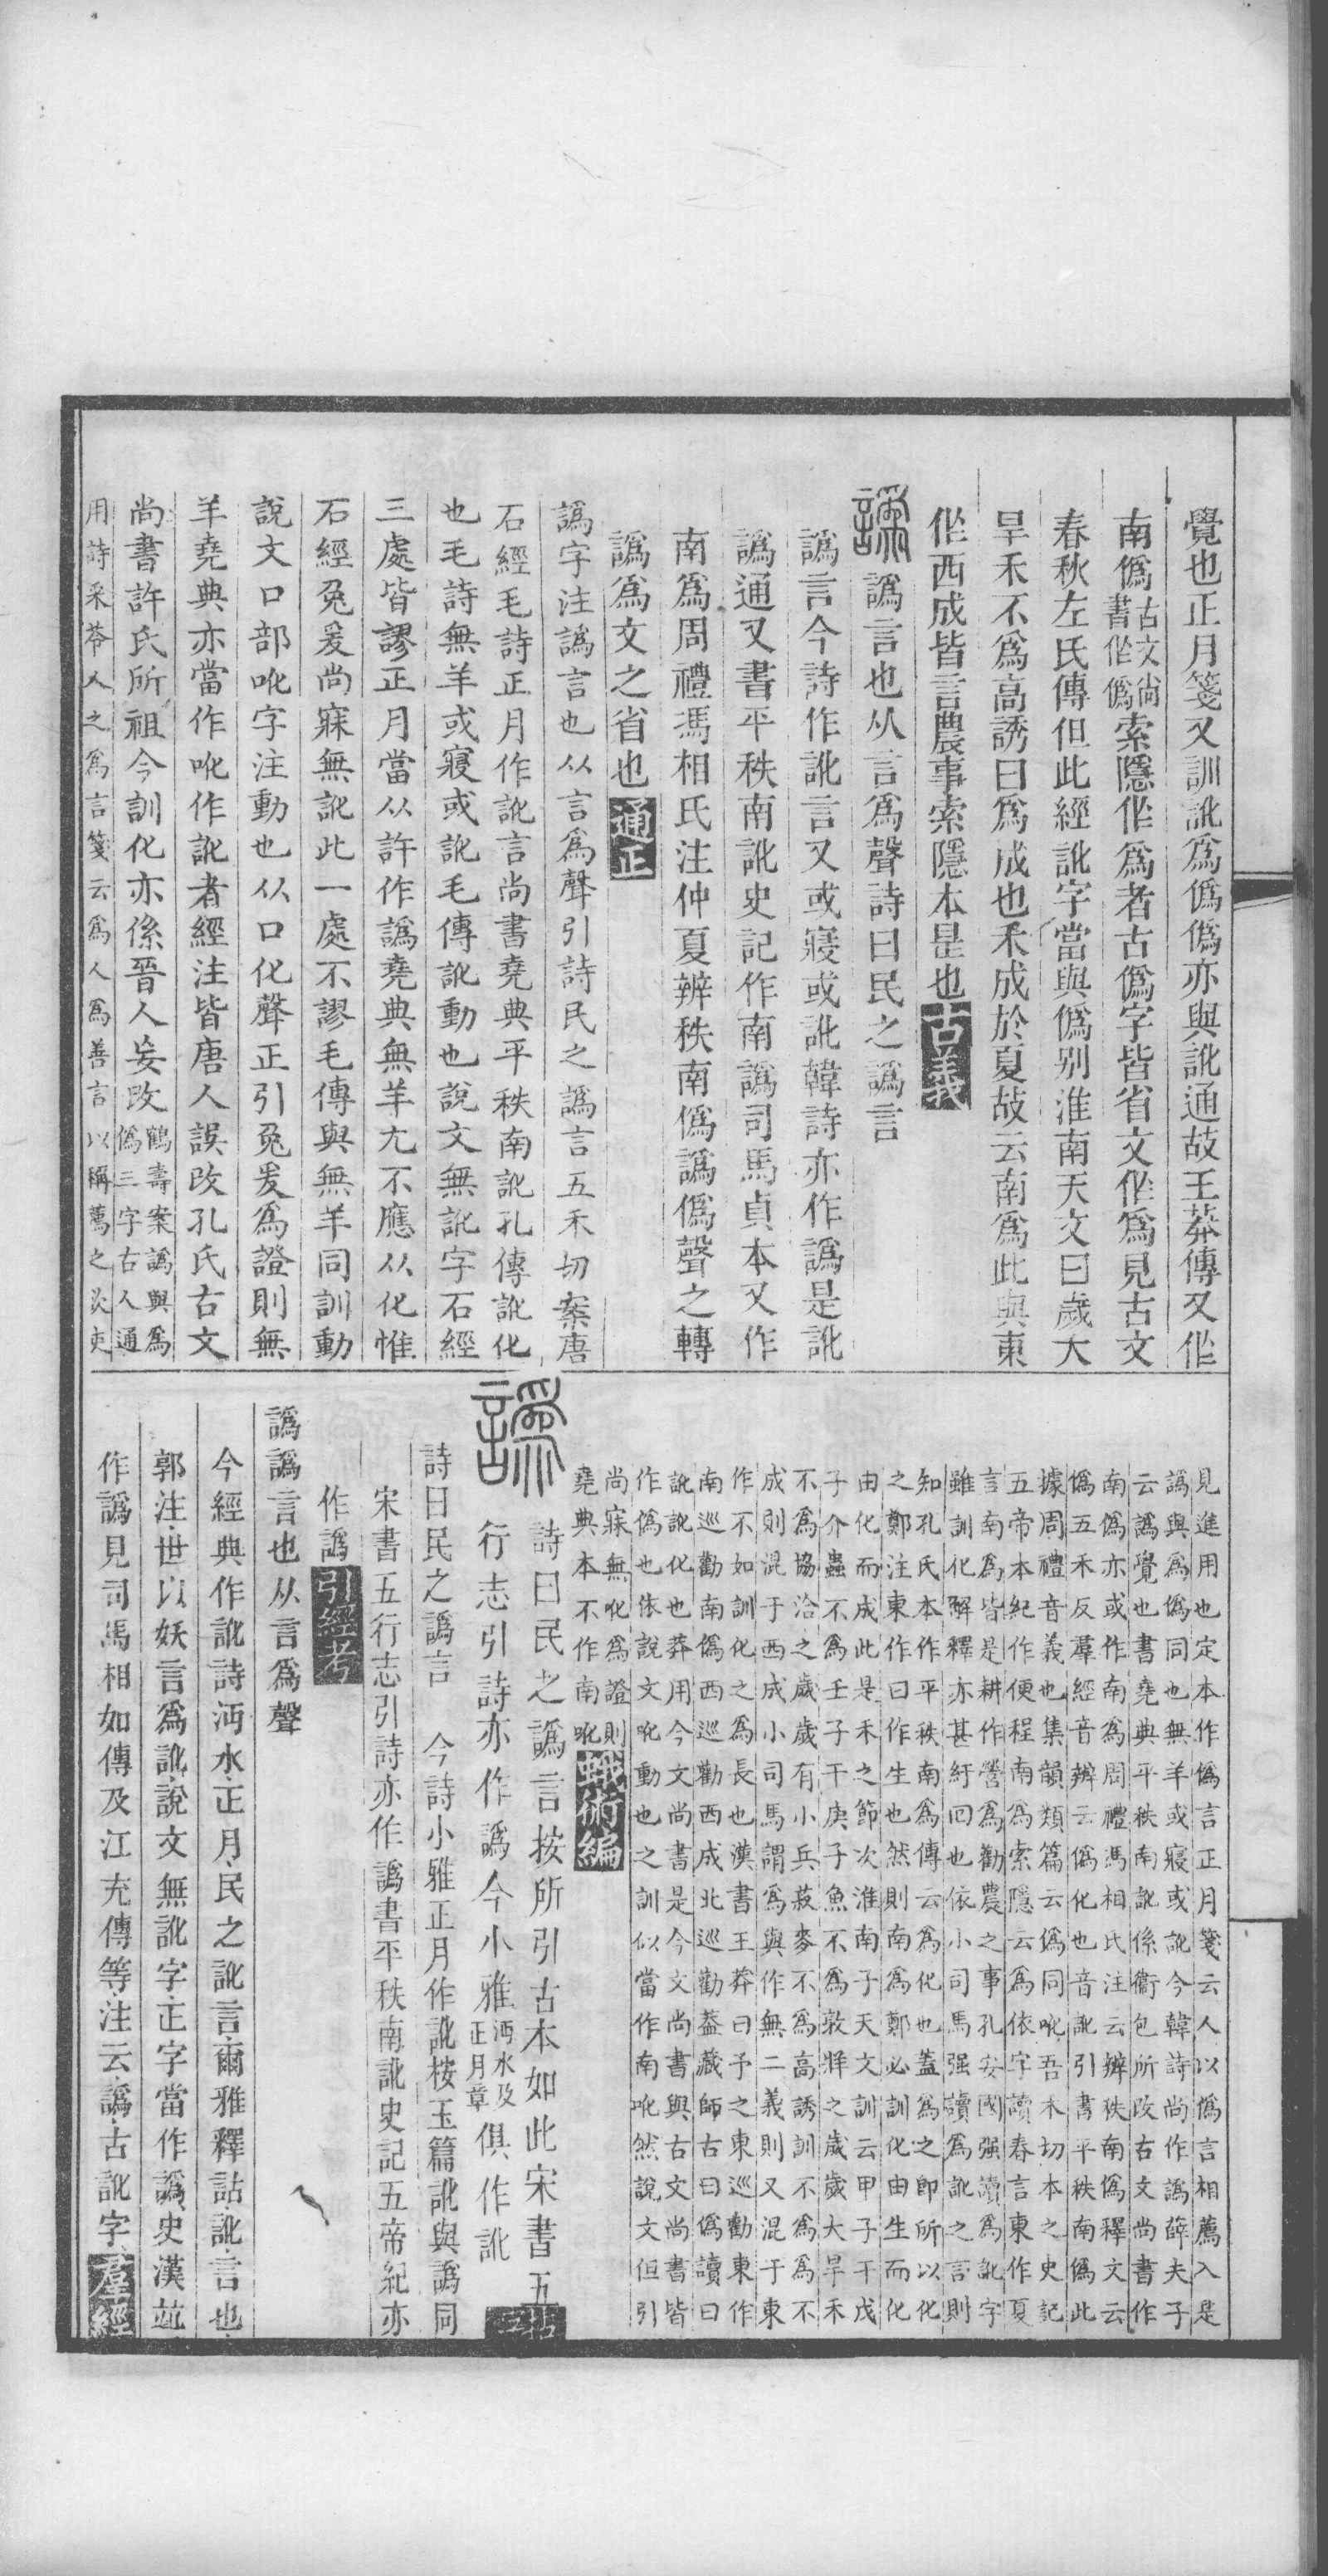 覺也正月箋又訓訛爲僞僞亦與訛通故王莽傳又㑅
南僞古文尚書㑅僞索隱㑅爲者古僞字皆省文㑅爲見古文
春秋左氏傳但此經訛字當與僞别淮南天文曰歲大
旱禾不爲高誘曰爲成也禾成於夏故云南爲此與東
㑅西成皆言農事索隱本是也古義
譌譌言也从言爲聲詩曰民之譌言
譌言今詩作訛言又或寢或訛韓詩亦作譌是訛
譌通又書平秩南訛史記作南譌司馬貞本又作
南爲周禮馮相氏注仲夏辨秩南僞譌僞聲之轉
譌爲文之省也通正
譌字注譌言也从言爲聲引詩民之譌言五禾切案唐
石經毛詩正月作訛言尚書堯典平秩南訛孔傳訛化
也毛詩無羊或寢或訛毛傳訛動也說文無訛字石經
三處皆謬正月當从許作譌堯典無羊尢不應从化惟
石經兔爰尚寐無訛此一處不謬毛傳與無羊同訓動
說文口部吪字注動也从口化聲正引兔爰爲證則無
羊堯典亦當作吪作訛者經注皆唐人誤改孔氏古文
尚書許氏所祖今訓化亦係晉人妄改鶴壽案譌與爲僞三字古人通
用詩采苓人之爲言箋云爲人爲善言以稱薦之欲使
見進用也定本作僞言正月箋云人以僞言相薦入是
譌與爲僞同也無羊或寢或訛今韓詩尚作譌薛夫子
云譌覺也書堯典平秩南訛係衞包所改古文尚書作
南僞亦或作南爲周禮馮相氏注云辨秩南僞釋文云
僞五禾反羣經音辨云僞化也音訛引書平秩南僞此
據周禮音義也集韻類篇云僞同吪吾禾切本之史記
五帝本紀作便程南爲索隱云爲依字讀春言東作夏
言南爲皆是耕作營爲勸農之事孔安國强讀爲訛字
雖訓化解釋亦甚紆回也依小司馬强讀爲訛之言則
知孔氏本作平秩南爲傳云爲化也蓋爲之卽所以化
之鄭注東作曰作生也然則南爲鄭必訓化由生而化
由化而成此是禾之節次淮南子天文訓云甲子干戊
子介蟲不爲壬子干庚子魚不爲敦牂之歲歲大旱禾
不爲協洽之歲歲有小兵菽麥不爲高誘訓不爲爲不
成則混于西成小司馬謂爲與作無二義則又混于東
作不如訓化之爲長也漢書王莽曰予之東巡勸東作
南巡勸南僞西巡勸西成北巡勸蓋藏師古曰僞讀曰
訛訛化也莽用今文尚書是今文尚書與古文尚書皆
作僞也依說文吪動也之訓似當作南吪然說文但引
尚寐無吪爲證則
堯典本不作南吪蛾術編
譌詩曰民之譌言按所引古本如此宋書五
行志引詩亦作譌今小雅沔水及正月章俱作訛
詩曰民之譌言　今詩小雅正月作訛桉玉篇訛與譌同
宋書五行志引詩亦作譌書平秩南訛史記五帝紀亦
作譌引經考
譌譌言也从言爲聲
今經典作訛詩沔水正月民之訛言爾雅釋詁訛言也
郭注世以妖言爲訛說文無訛字正字當作譌史漢竝
作譌見司馬相如傳及江充傳等注云譌古訛字羣經